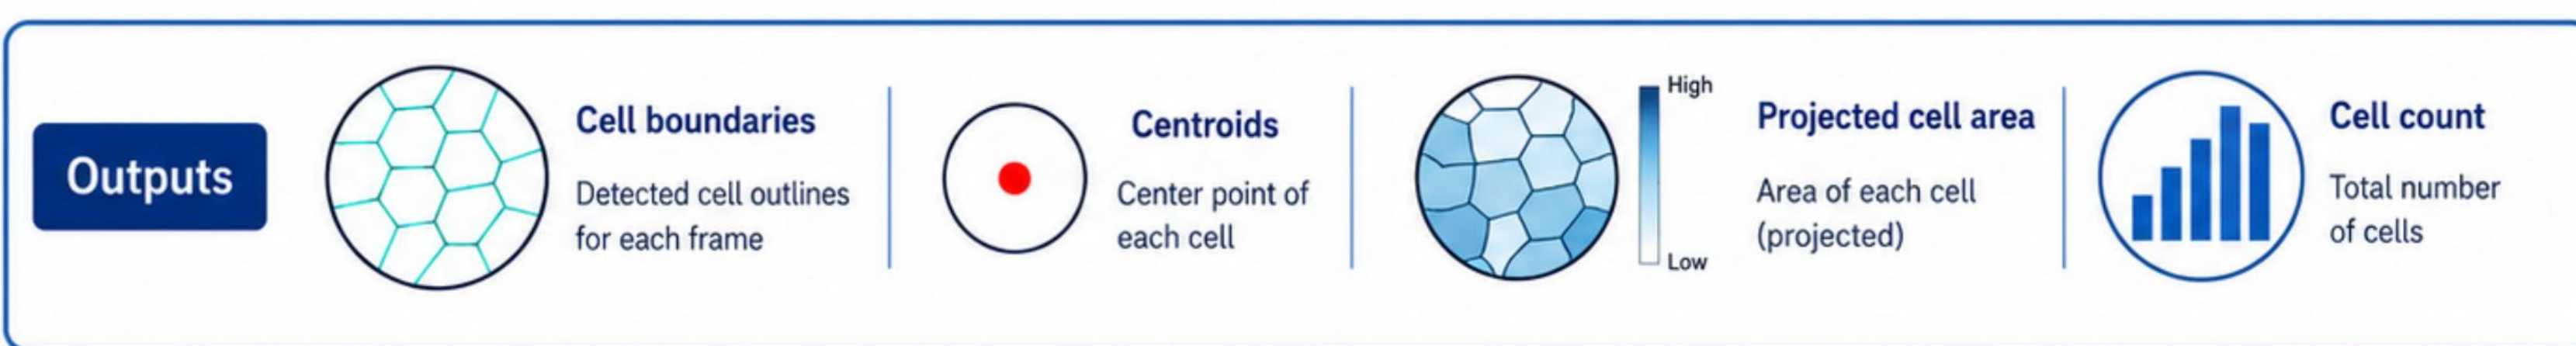 Outputs
Cell boundaries
Detected cell outlines
for each frame
Centroids
Center point of
each cell
High
Low
Projected cell area
Area of each cell
(projected)
Cell count
Total number
of cells